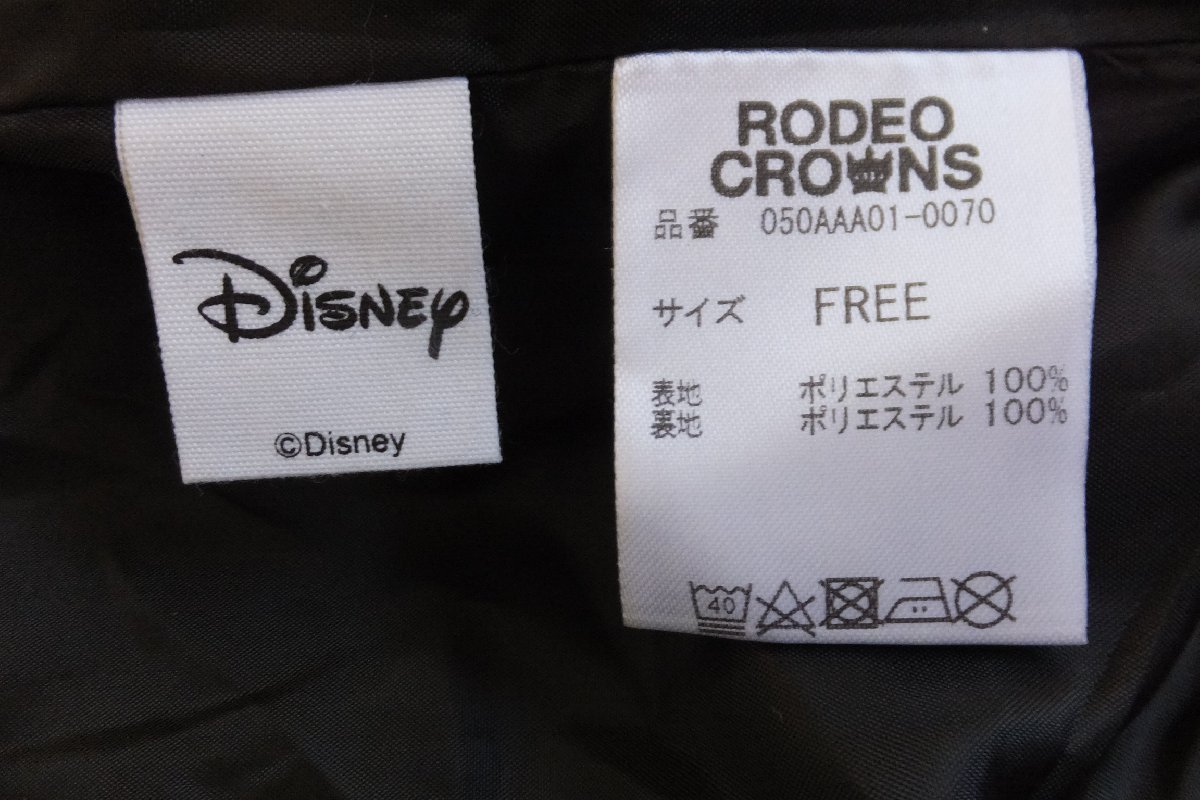 Disney
©Disney
RODEO
CROWNS
品番 050AAA01-0070
サイズ FREE
表地 ポリエステル 100%
裏地 ポリエステル 100%
40